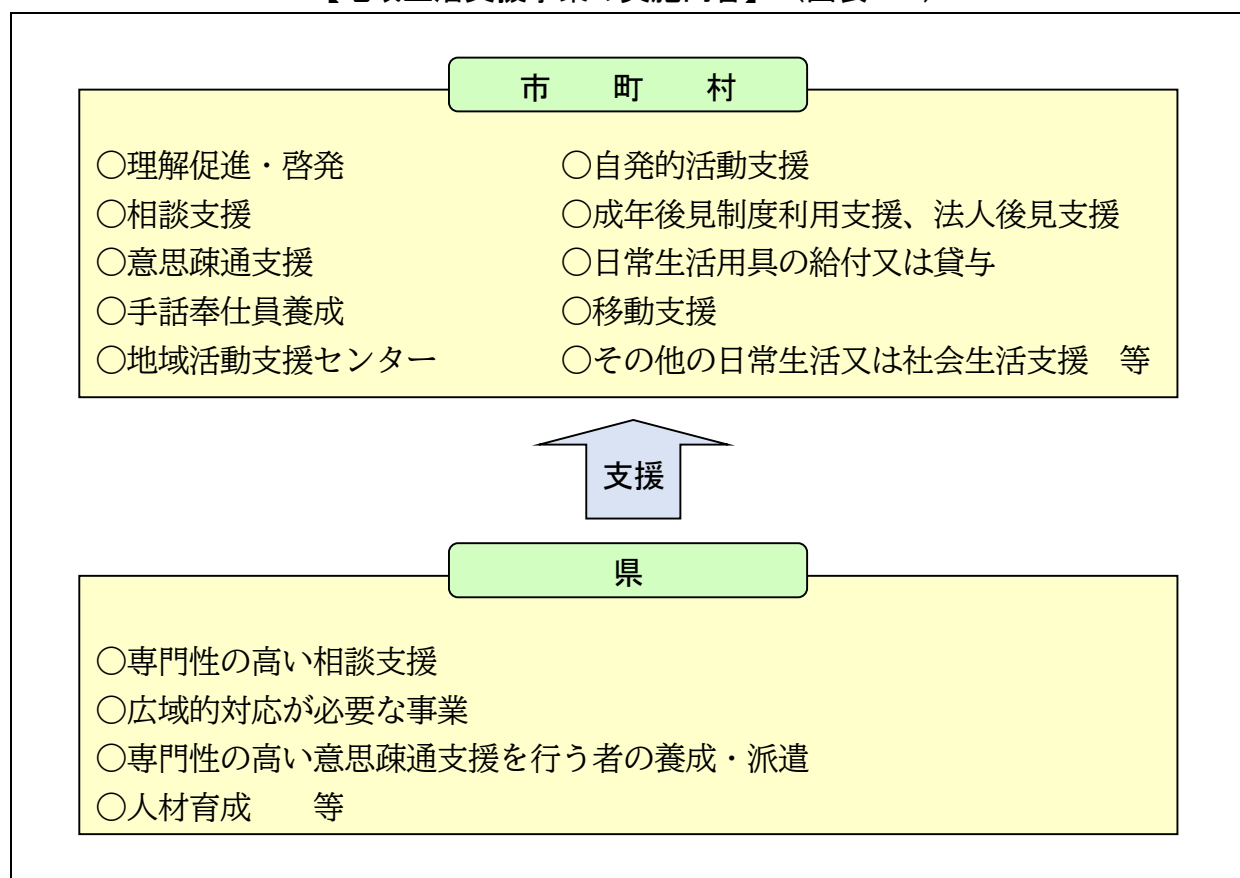 市 町 村
○理解促進・啓発 ○自発的活動支援
○相談支援 ○成年後見制度利用支援、法人後見支援
○意思疎通支援 ○日常生活用具の給付又は貸与
○手話奉仕員養成 ○移動支援
○地域活動支援センター ○その他の日常生活又は社会生活支援 等
支援
県
○専門性の高い相談支援
○広域的対応が必要な事業
○専門性の高い意思疎通支援を行う者の養成・派遣
○人材育成 等